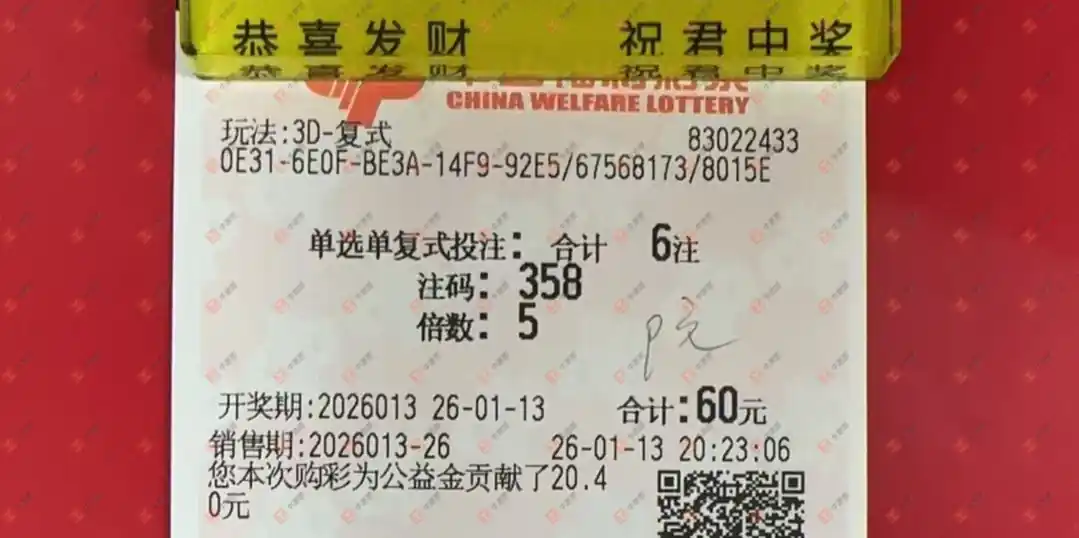 恭喜发财 祝君中奖
CHINA WELFARE LOTTERY
玩法:3D-复式 83022433
0E31-6E0F-BE3A-14F9-92E5/67568173/8015E
单选单复式投注: 合计 6注
注码: 358
倍数: 5
开奖期:2026013 26-01-13 合计:60元
销售期:2026013-26 26-01-13 20:23:06
您本次购彩为公益金贡献了20.4
0元